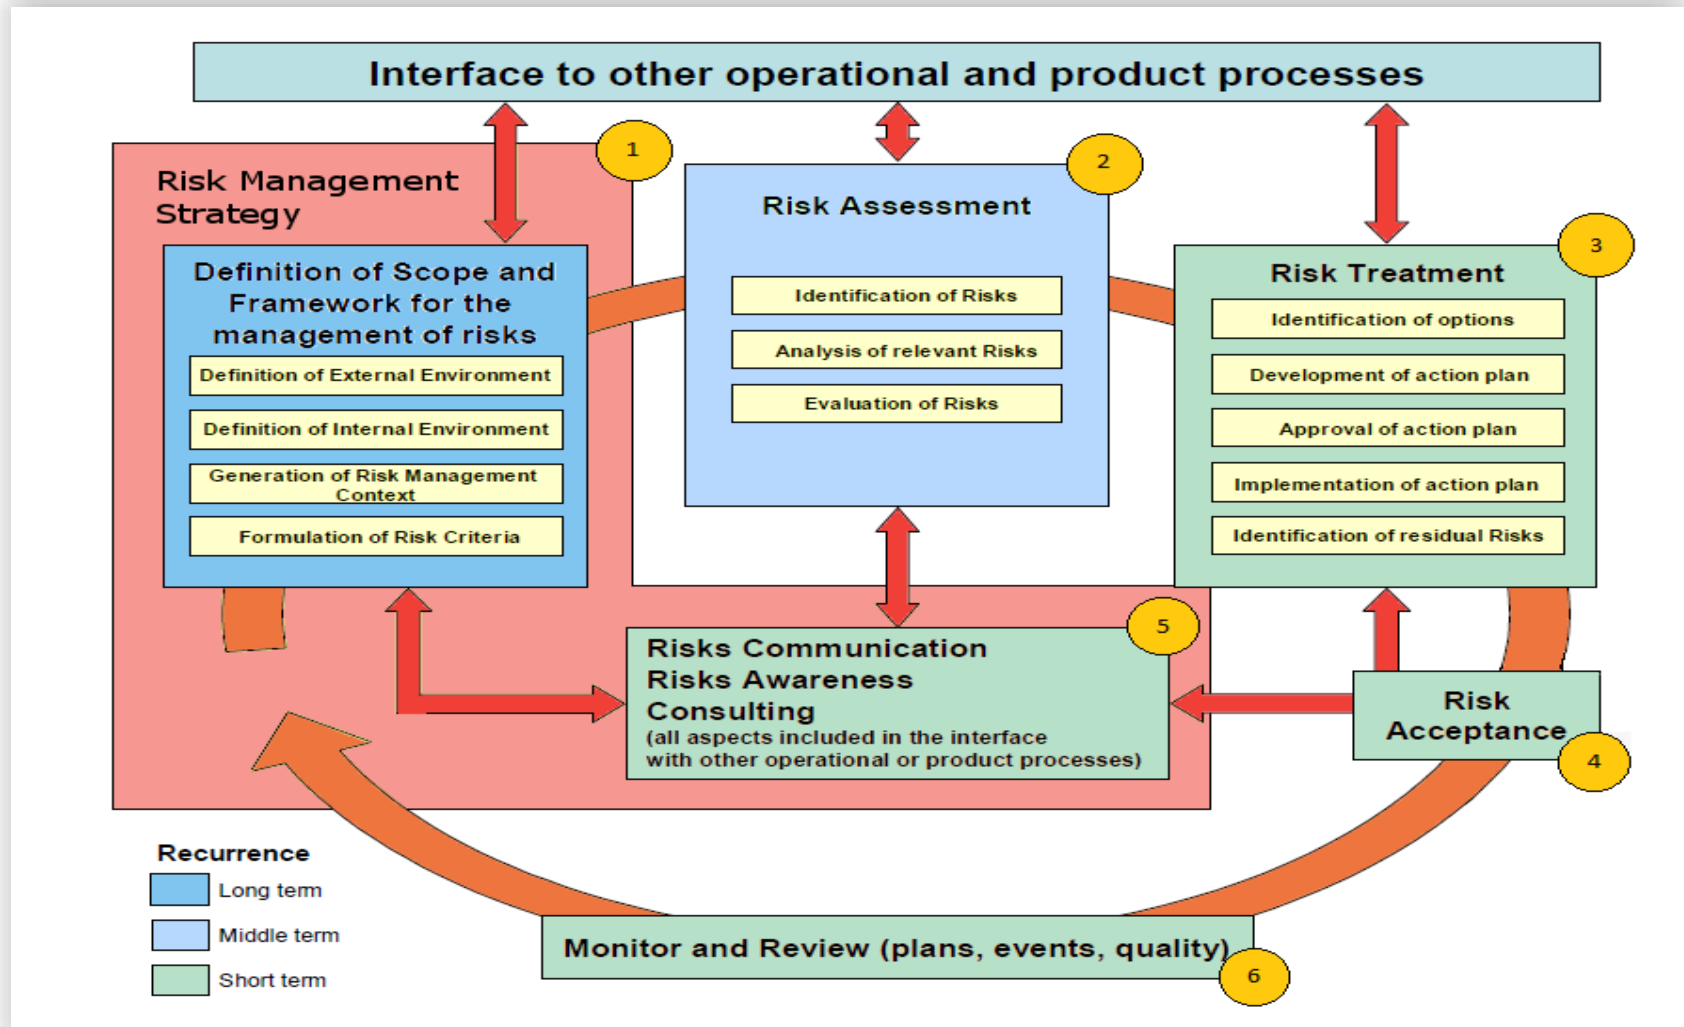 Interface to other operational and product processes
1
Risk Management
Strategy
Definition of Scope and
Framework for the
management of risks
Definition of External Environment
Definition of Internal Environment
Generation of Risk Management
Context
Formulation of Risk Criteria
2
Risk Assessment
Identification of Risks
Analysis of relevant Risks
Evaluation of Risks
3
Risk Treatment
Identification of options
Development of action plan
Approval of action plan
Implementation of action plan
Identification of residual Risks
Risk
Acceptance
4
5
Risks Communication
Risks Awareness
Consulting
(all aspects included in the interface
with other operational or product processes)
Monitor and Review (plans, events, quality)
6
Recurrence
Long term
Middle term
Short term